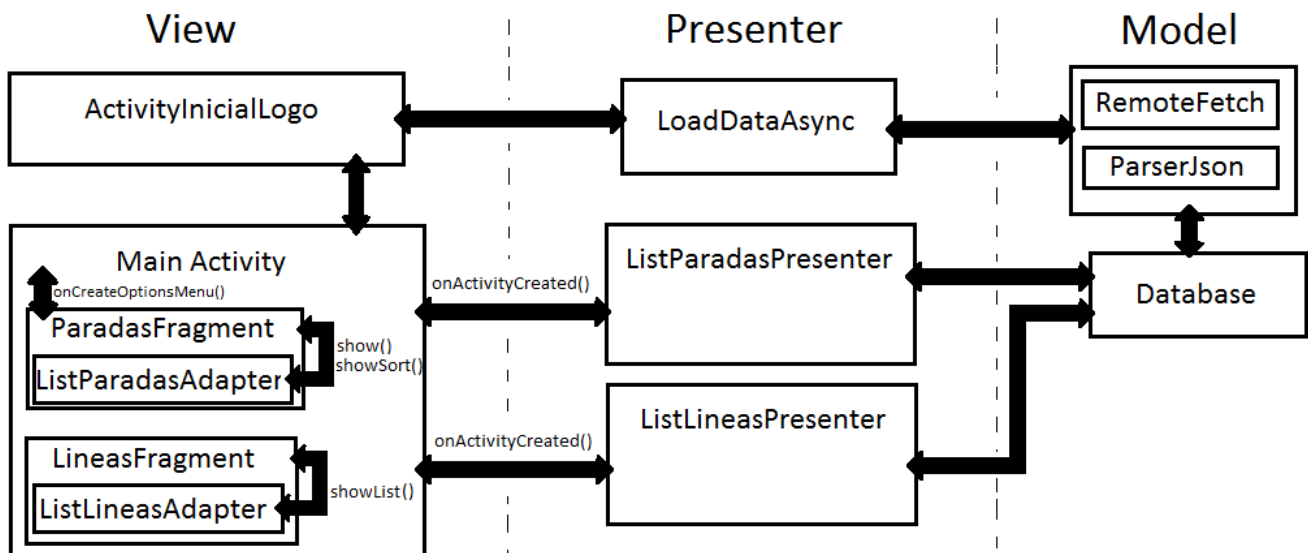 View
Presenter
Model
ActivityInicialLogo
LoadDataAsync
RemoteFetch
ParserJson
Main Activity
onCreateOptionsMenu()
ParadasFragment
ListParadasAdapter
show()
showSort()
LineasFragment
ListLineasAdapter
showList()
onActivityCreated()
onActivityCreated()
ListParadasPresenter
ListLineasPresenter
Database